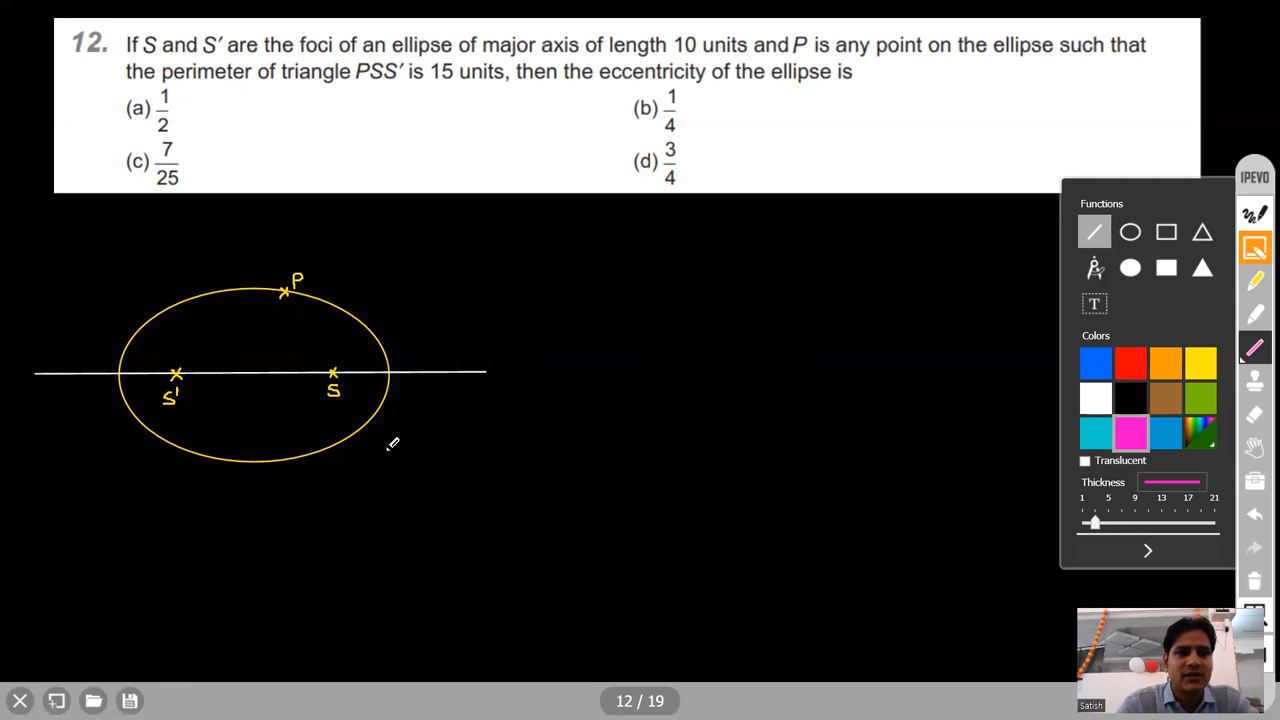 12. If S and S′ are the foci of an ellipse of major axis of length 10 units and P is any point on the ellipse such that
the perimeter of triangle PSS′ is 15 units, then the eccentricity of the ellipse is
(a) 1/2 (b) 1/4
(c) 7/25 (d) 3/4
IPEVO
Functions
T
Colors
Translucent
Thickness
1 5 9 13 17 21
P
S' S
12 / 19
Satish